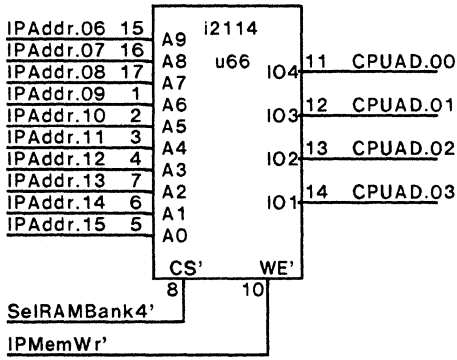 IPAddr.06 15 A9 i2114
IPAddr.07 16 A8 u66
IPAddr.08 17 A7 IO4 11 CPUAD.00
IPAddr.09 1 A6
IPAddr.10 2 A5 IO3 12 CPUAD.01
IPAddr.11 3 A4
IPAddr.12 4 A3 IO2 13 CPUAD.02
IPAddr.13 7 A2
IPAddr.14 6 A1 IO1 14 CPUAD.03
IPAddr.15 5 A0
CS' WE'
8 10
SelRAMBank4'
IPMemWr'